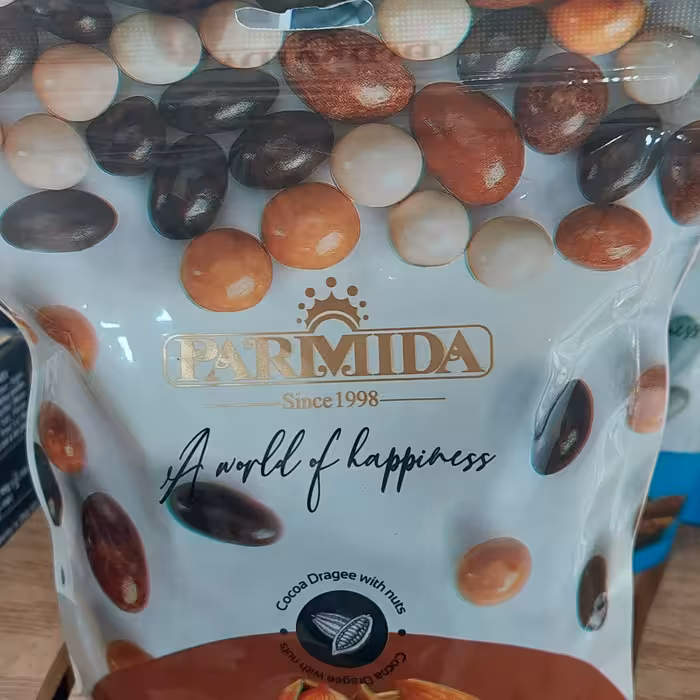 PARMIDA
Since 1998
A world of happiness
Cocoa Dragee with nuts
Cocoa Dragee with nuts